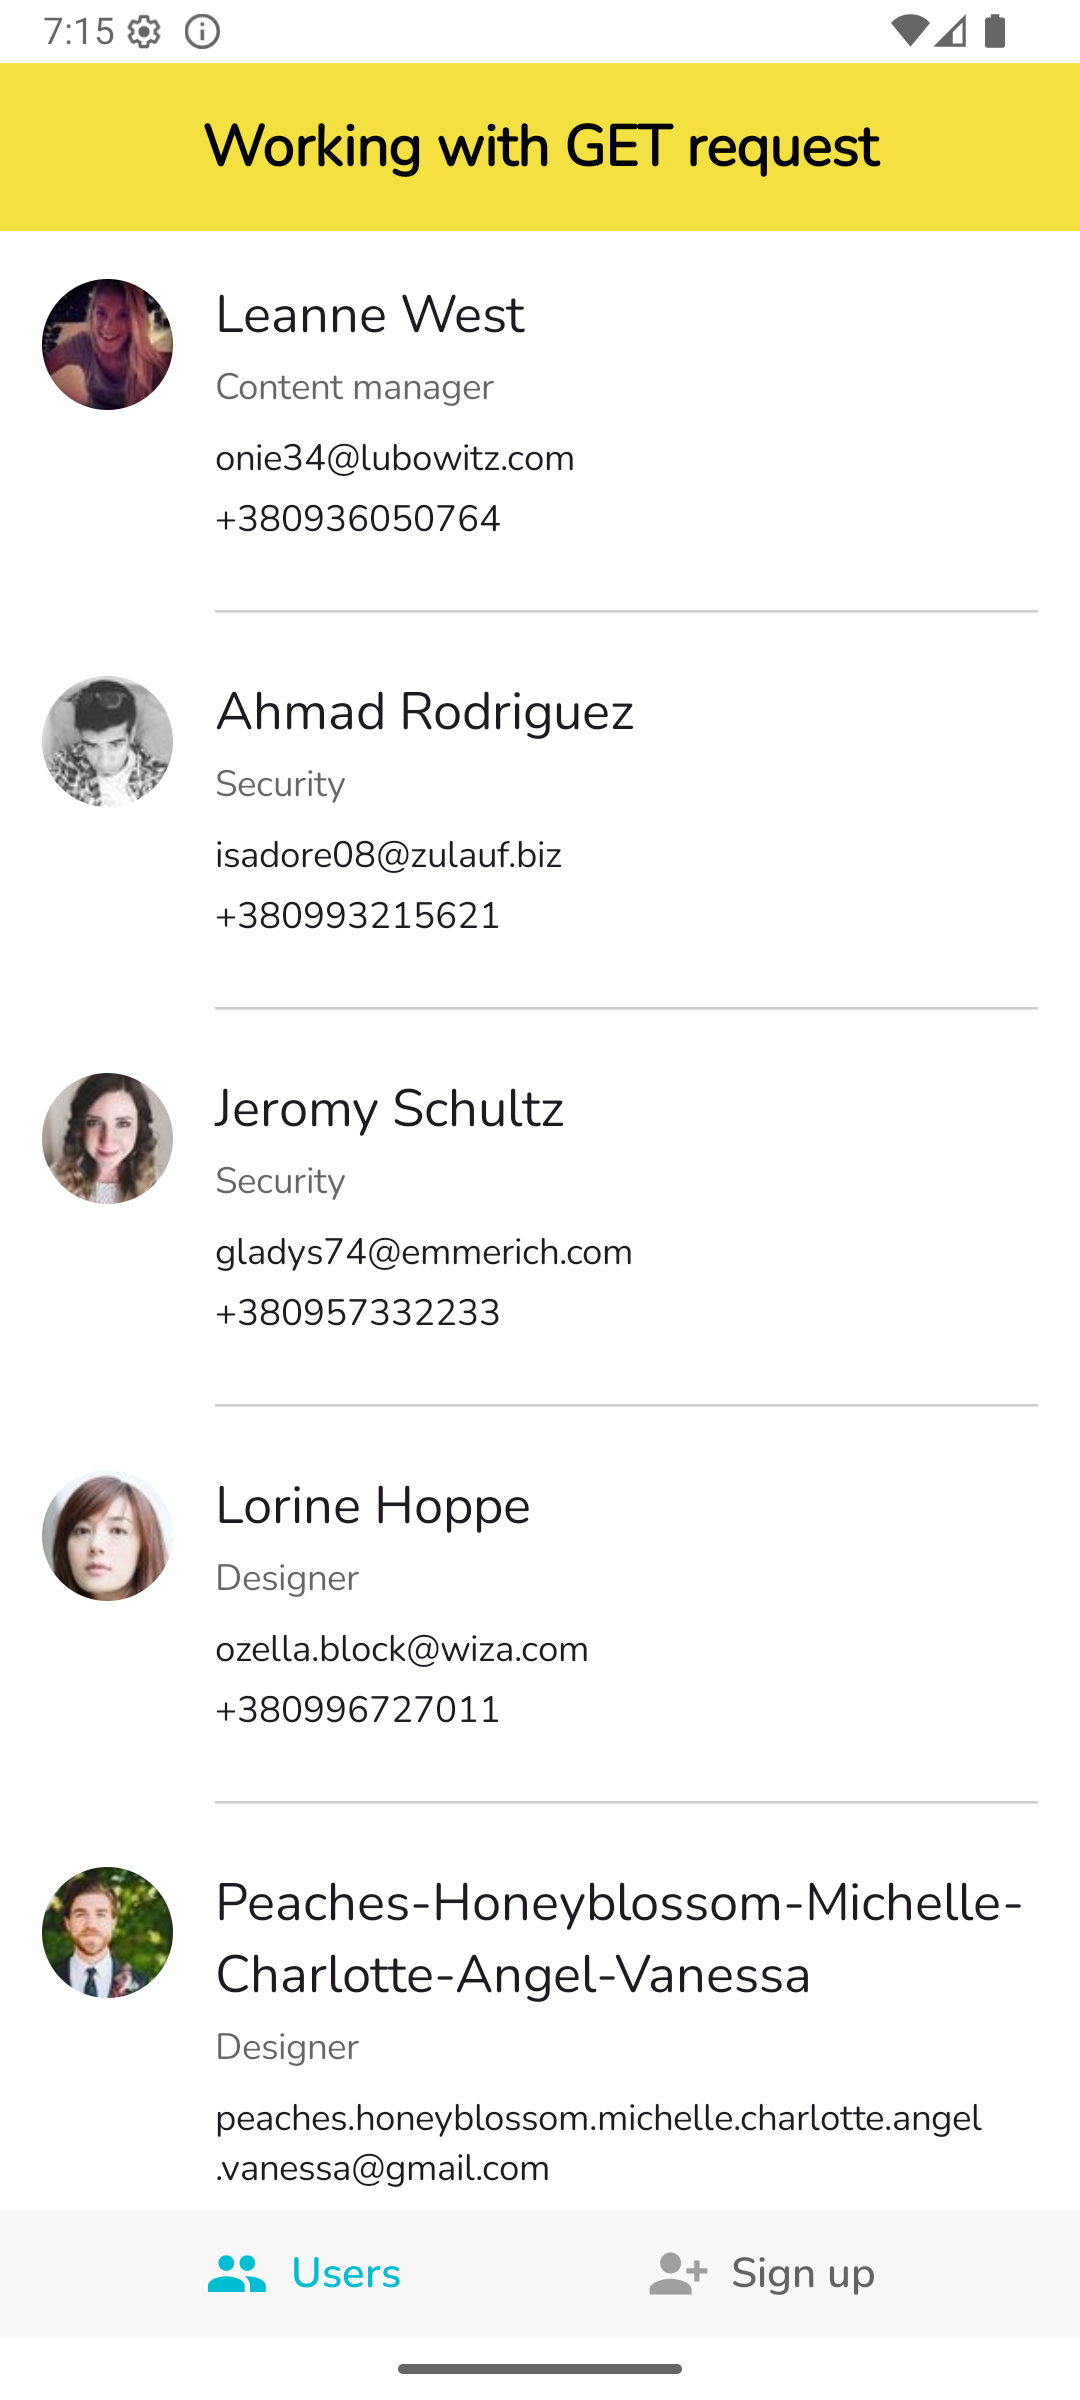 7:15
Working with GET request
Leanne West
Content manager
onie34@lubowitz.com
+380936050764
Ahmad Rodriguez
Security
isadore08@zulauf.biz
+380993215621
Jeromy Schultz
Security
gladys74@emmerich.com
+380957332233
Lorine Hoppe
Designer
ozella.block@wiza.com
+380996727011
Peaches-Honeyblossom-Michelle-
Charlotte-Angel-Vanessa
Designer
peaches.honeyblossom.michelle.charlotte.angel
.vanessa@gmail.com
Users
Sign up